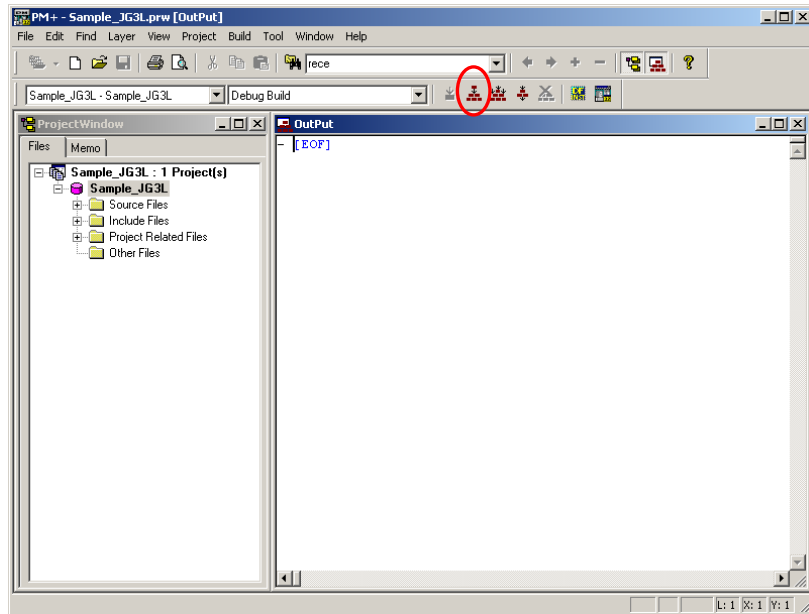 PM+ - Sample_JG3L.prw [OutPut]
File Edit Find Layer View Project Build Tool Window Help
rece
Sample_JG3L - Sample_JG3L Debug Build
ProjectWindow
Files Memo
Sample_JG3L : 1 Project(s)
Sample_JG3L
Source Files
Include Files
Project Related Files
Other Files
OutPut
[EOF]
L: 1 X: 1 Y: 1